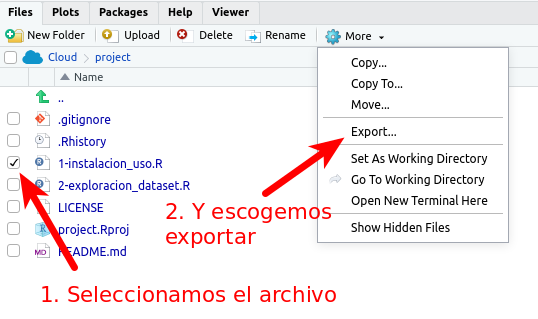 Files Plots Packages Help Viewer
New Folder Upload Delete Rename More
Cloud project
Name
..
.gitignore
.Rhistory
1-instalacion_uso.R
2-exploracion_dataset.R
LICENSE
project.Rproj
README.md
Copy...
Copy To...
Move...
Export...
Set As Working Directory
Go To Working Directory
Open New Terminal Here
Show Hidden Files
2. Y escogemos
exportar
1. Seleccionamos el archivo